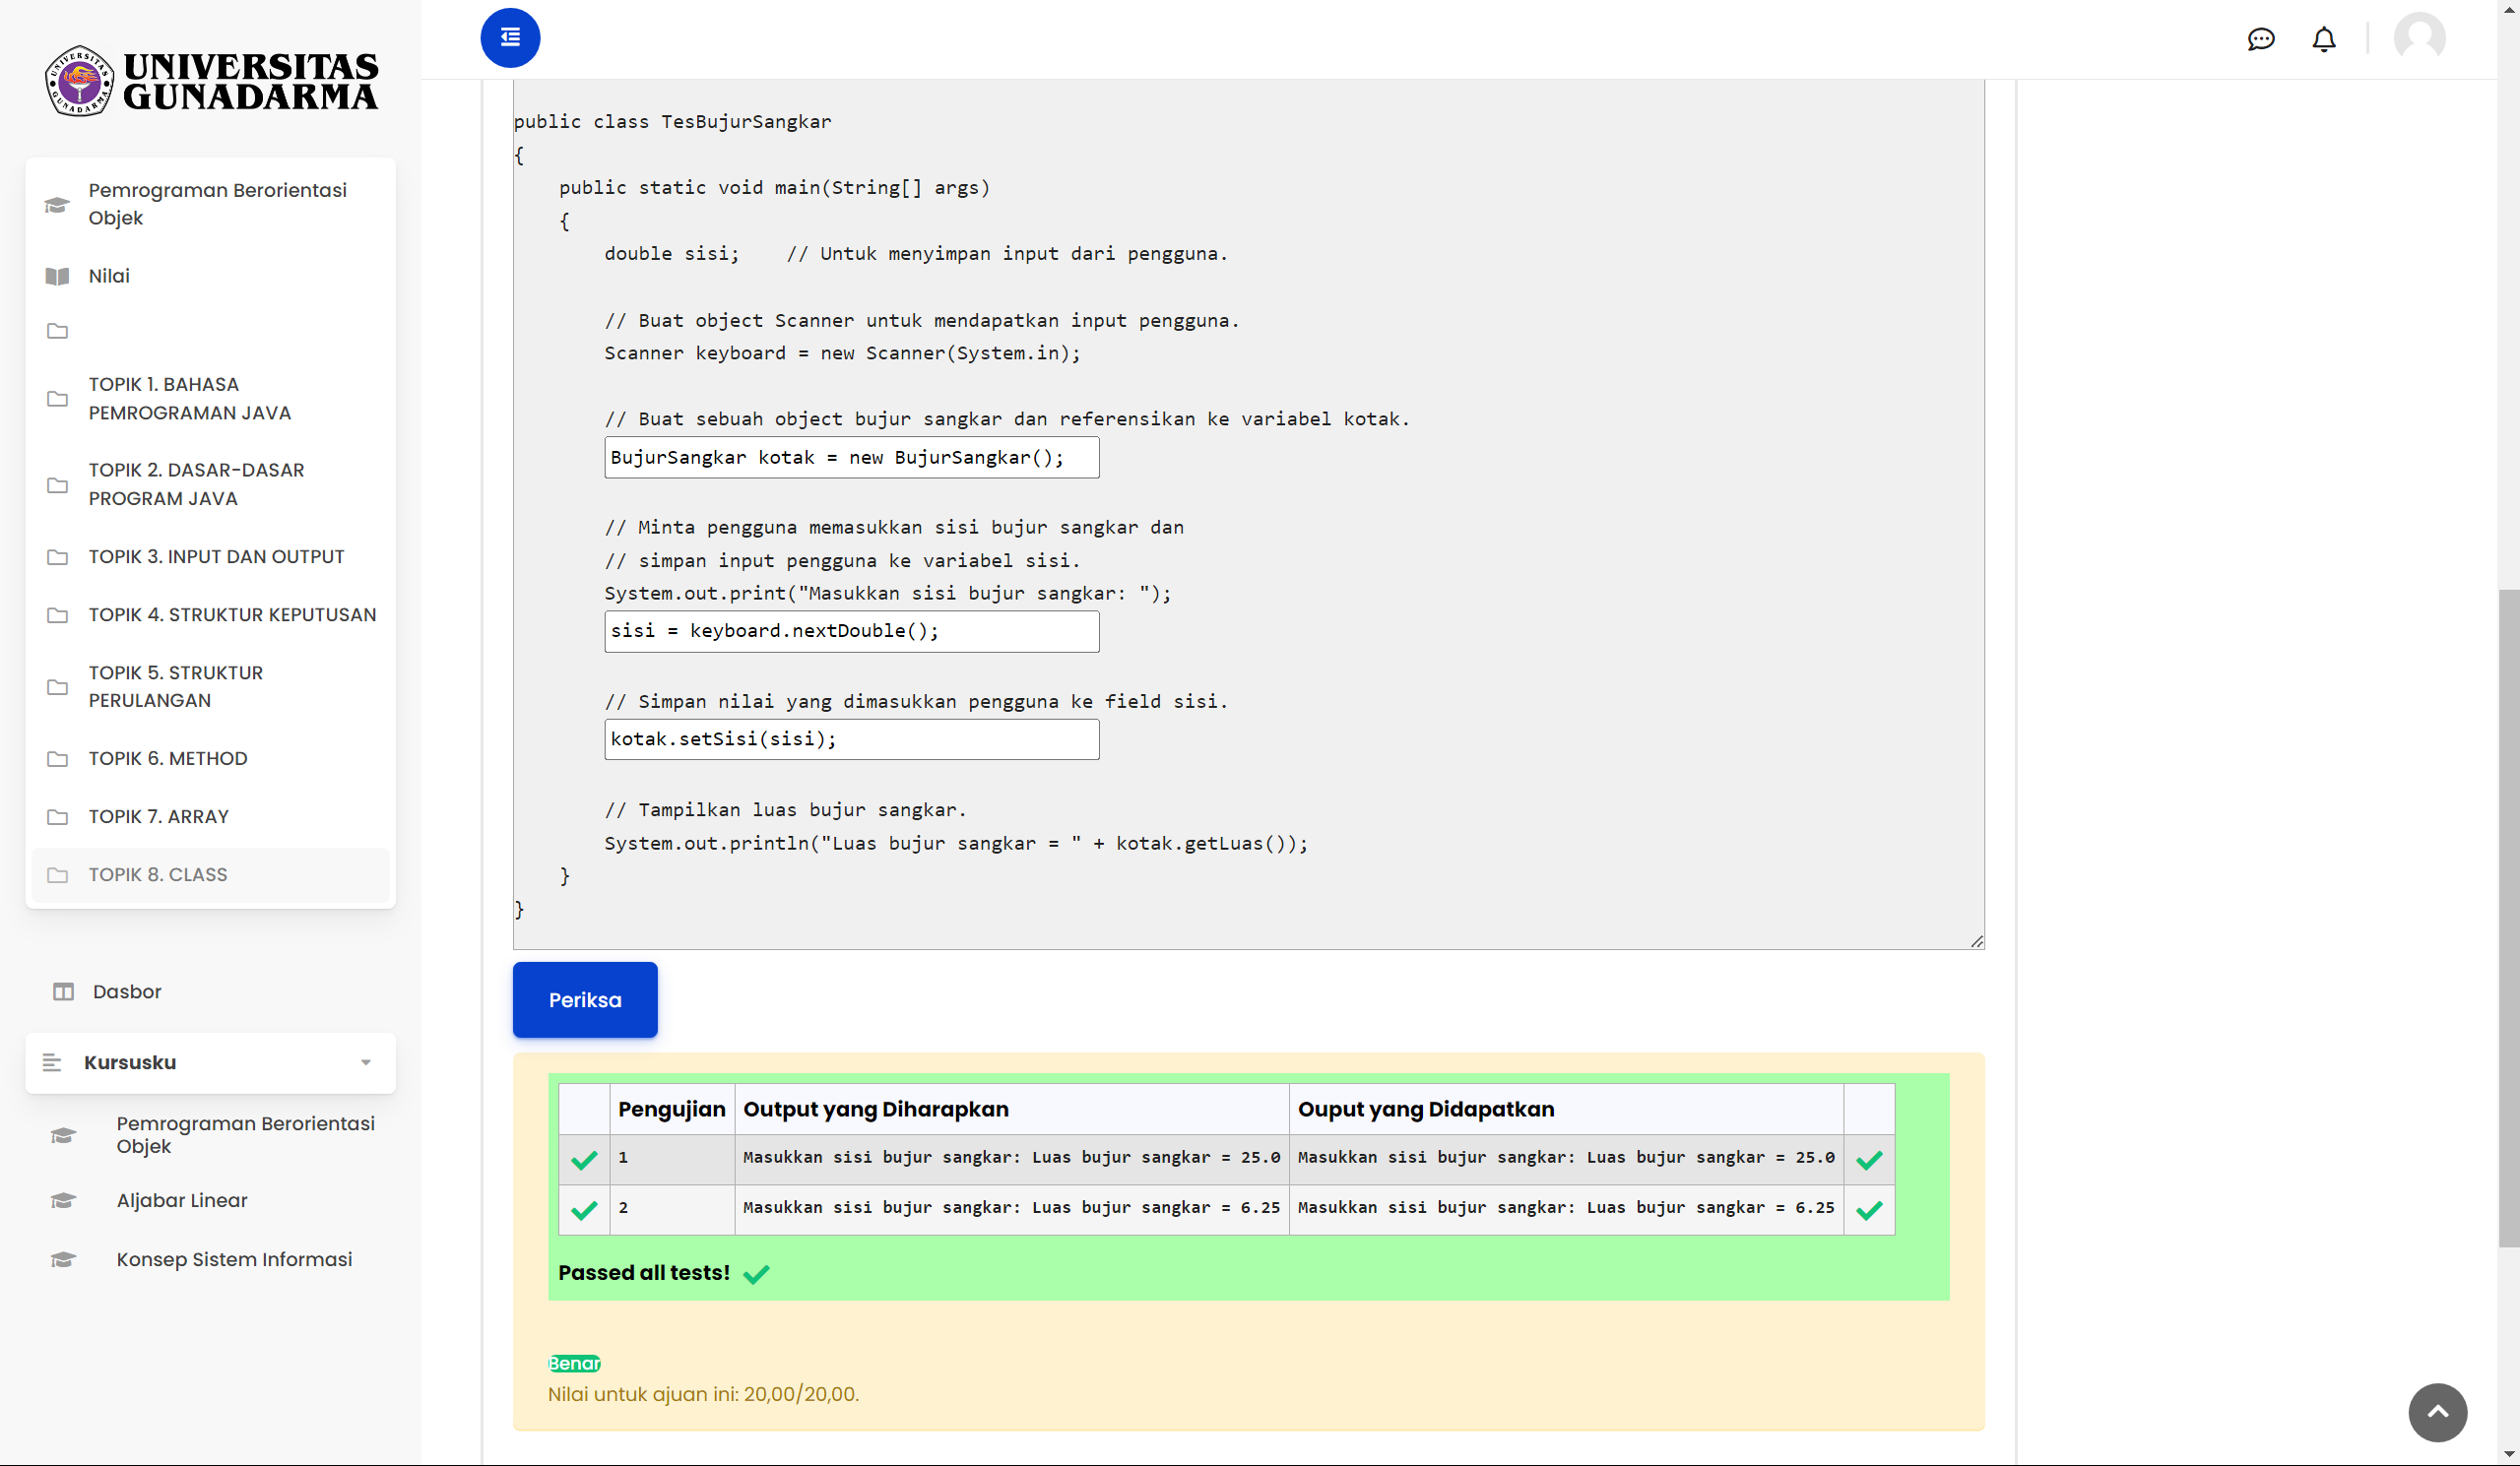 UNIVERSITAS
GUNADARMA
Pemrograman Berorientasi
Objek
Nilai
TOPIK 1. BAHASA
PEMROGRAMAN JAVA
TOPIK 2. DASAR-DASAR
PROGRAM JAVA
TOPIK 3. INPUT DAN OUTPUT
TOPIK 4. STRUKTUR KEPUTUSAN
TOPIK 5. STRUKTUR
PERULANGAN
TOPIK 6. METHOD
TOPIK 7. ARRAY
TOPIK 8. CLASS
Dasbor
Kursusku
Pemrograman Berorientasi
Objek
Aljabar Linear
Konsep Sistem Informasi
public class TesBujurSangkar
{
    public static void main(String[] args)
    {
        double sisi;    // Untuk menyimpan input dari pengguna.
        // Buat object Scanner untuk mendapatkan input pengguna.
        Scanner keyboard = new Scanner(System.in);
        // Buat sebuah object bujur sangkar dan referensikan ke variabel kotak.
        BujurSangkar kotak = new BujurSangkar();
        // Minta pengguna memasukkan sisi bujur sangkar dan
        // simpan input pengguna ke variabel sisi.
        System.out.print("Masukkan sisi bujur sangkar: ");
        sisi = keyboard.nextDouble();
        // Simpan nilai yang dimasukkan pengguna ke field sisi.
        kotak.setSisi(sisi);
        // Tampilkan luas bujur sangkar.
        System.out.println("Luas bujur sangkar = " + kotak.getLuas());
    }
}
Periksa
Pengujian Output yang Diharapkan Ouput yang Didapatkan
1 Masukkan sisi bujur sangkar: Luas bujur sangkar = 25.0 Masukkan sisi bujur sangkar: Luas bujur sangkar = 25.0
2 Masukkan sisi bujur sangkar: Luas bujur sangkar = 6.25 Masukkan sisi bujur sangkar: Luas bujur sangkar = 6.25
Passed all tests!
Benar
Nilai untuk ajuan ini: 20,00/20,00.